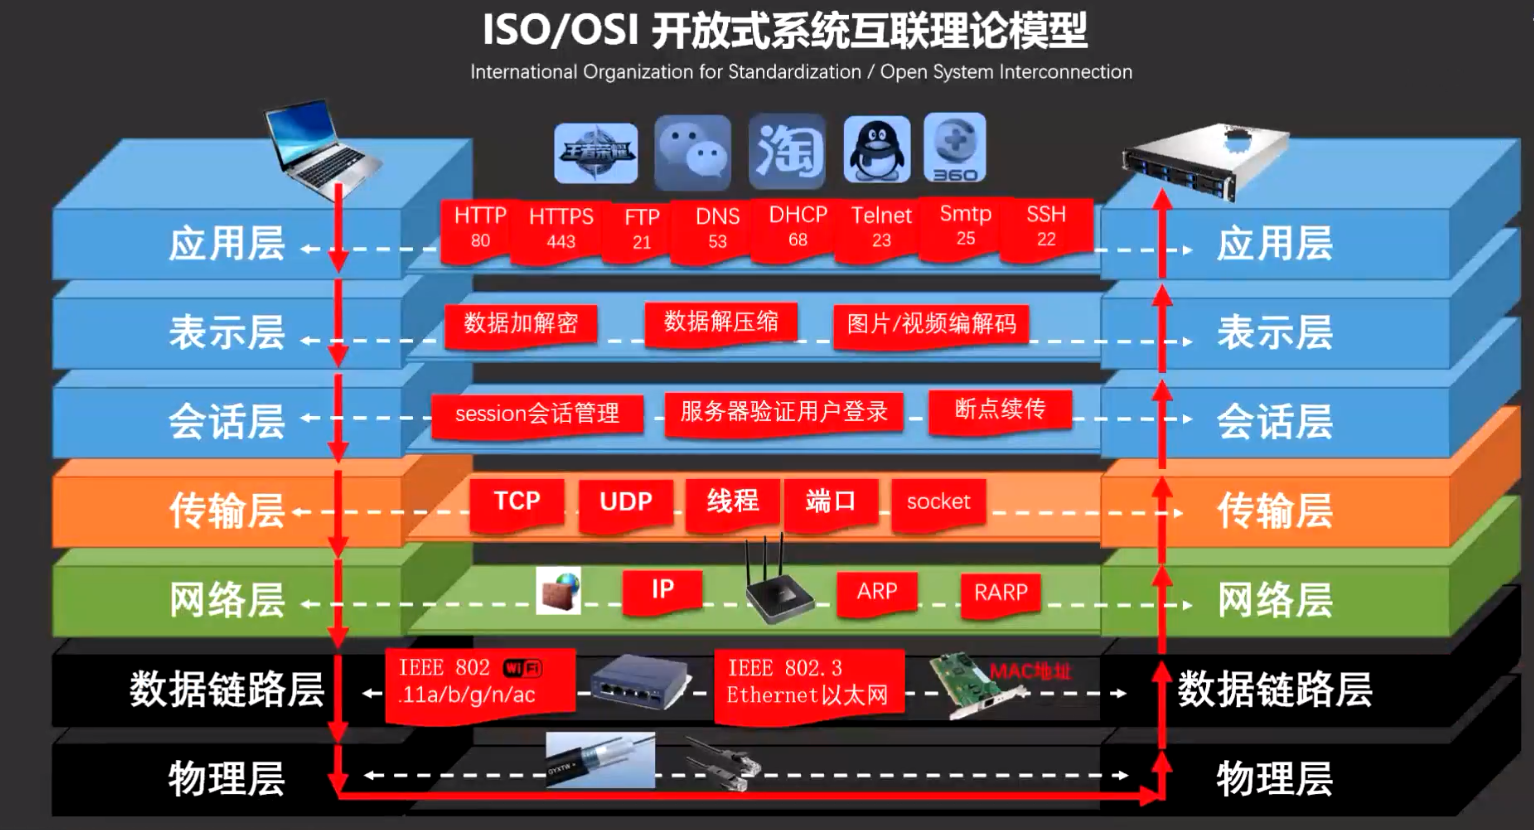 ISO/OSI 开放式系统互联理论模型
International Organization for Standardization / Open System Interconnection
王者荣耀
淘
360
应用层
HTTP
80
HTTPS
443
FTP
21
DNS
53
DHCP
68
Telnet
23
Smtp
25
SSH
22
应用层
表示层
数据加解密
数据解压缩
图片/视频编解码
表示层
会话层
session会话管理
服务器验证用户登录
断点续传
会话层
传输层
TCP
UDP
线程
端口
socket
传输层
网络层
IP
ARP
RARP
网络层
数据链路层
IEEE 802 WiFi
.11a/b/g/n/ac
IEEE 802.3
Ethernet以太网
MAC地址
数据链路层
物理层
GYXTW
物理层